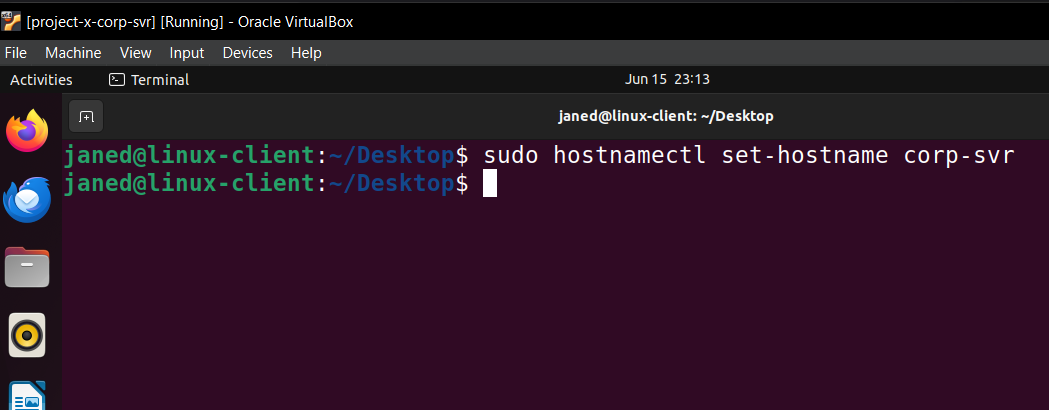 [project-x-corp-svr] [Running] - Oracle VirtualBox
File Machine View Input Devices Help
Activities Terminal Jun 15 23:13
janed@linux-client: ~/Desktop
janed@linux-client:~/Desktop$ sudo hostnamectl set-hostname corp-svr
janed@linux-client:~/Desktop$